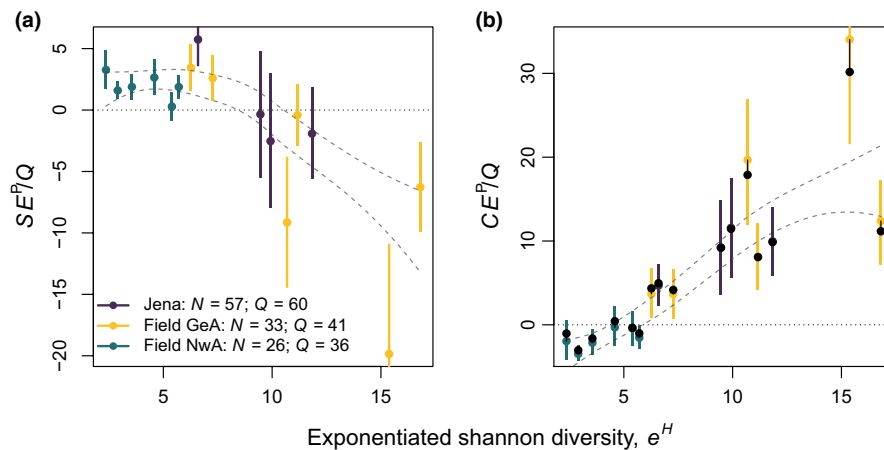 (a)
(b)
5
0
−5
−10
−15
−20
SE^P/Q
Jena: N = 57; Q = 60
Field GeA: N = 33; Q = 41
Field NwA: N = 26; Q = 36
5 10 15
30
20
10
0
CE^P/Q
5 10 15
Exponentiated shannon diversity, e^H